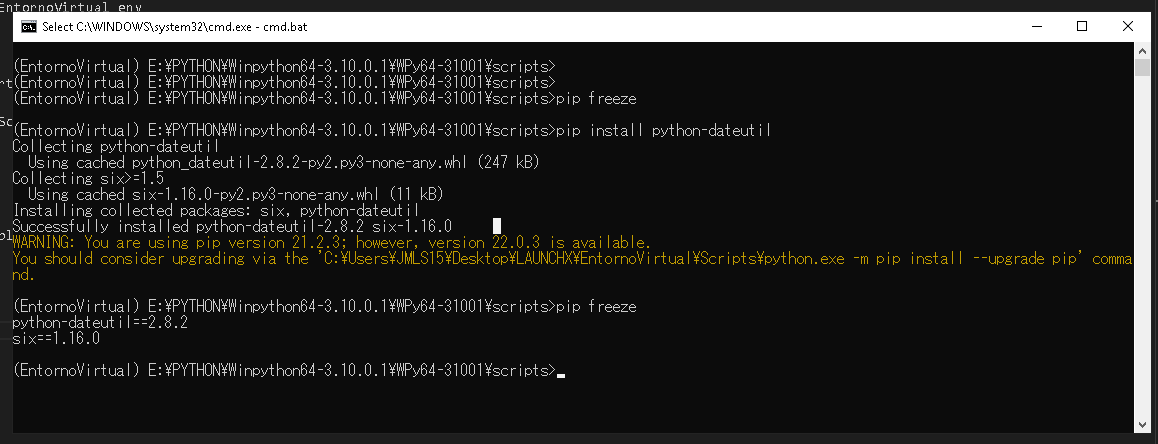 EntornoVirtual env
Select C:\WINDOWS\system32\cmd.exe - cmd.bat
(EntornoVirtual) E:¥PYTHON¥Winpython64-3.10.0.1¥WPy64-31001¥scripts>
(EntornoVirtual) E:¥PYTHON¥Winpython64-3.10.0.1¥WPy64-31001¥scripts>
(EntornoVirtual) E:¥PYTHON¥Winpython64-3.10.0.1¥WPy64-31001¥scripts>pip freeze
(EntornoVirtual) E:¥PYTHON¥Winpython64-3.10.0.1¥WPy64-31001¥scripts>pip install python-dateutil
Collecting python-dateutil
  Using cached python_dateutil-2.8.2-py2.py3-none-any.whl (247 kB)
Collecting six>=1.5
  Using cached six-1.16.0-py2.py3-none-any.whl (11 kB)
Installing collected packages: six, python-dateutil
Successfully installed python-dateutil-2.8.2 six-1.16.0
WARNING: You are using pip version 21.2.3; however, version 22.0.3 is available.
You should consider upgrading via the 'C:¥Users¥JMLS15¥Desktop¥LAUNCHX¥EntornoVirtual¥Scripts¥python.exe -m pip install --upgrade pip' comma
nd.
(EntornoVirtual) E:¥PYTHON¥Winpython64-3.10.0.1¥WPy64-31001¥scripts>pip freeze
python-dateutil==2.8.2
six==1.16.0
(EntornoVirtual) E:¥PYTHON¥Winpython64-3.10.0.1¥WPy64-31001¥scripts>